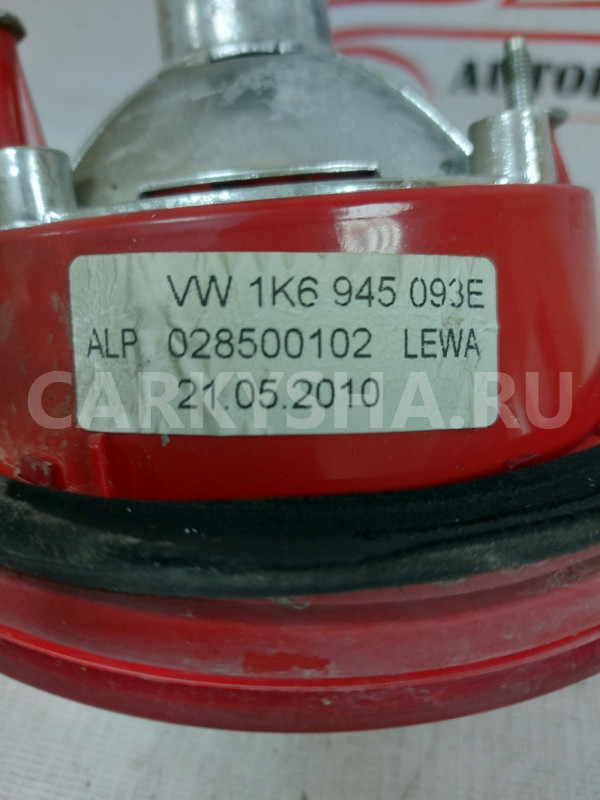 VW 1K6 945 093E
ALP 028500102 LEWA
21.05.2010
CARKYSHA.RU